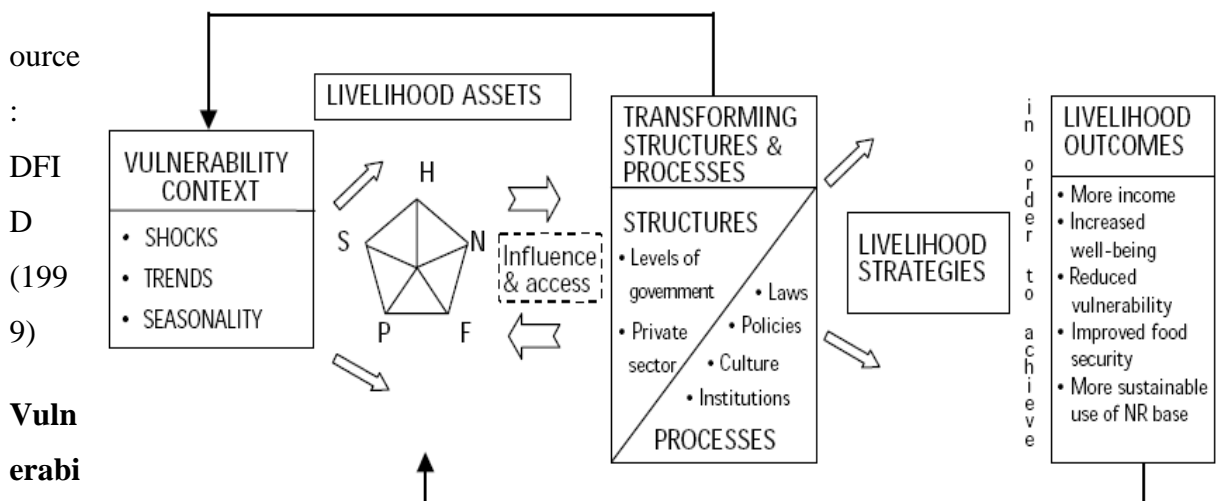 ource
:
DFI
D
(199
9)
Vuln
erabi
LIVELIHOOD ASSETS
VULNERABILITY
CONTEXT
• SHOCKS
• TRENDS
• SEASONALITY
H
S
N
P
F
Influence
& access
TRANSFORMING
STRUCTURES &
PROCESSES
STRUCTURES
• Levels of
government
• Private
sector
• Laws
• Policies
• Culture
• Institutions
PROCESSES
LIVELIHOOD
STRATEGIES
in order to achieve
LIVELIHOOD
OUTCOMES
• More income
• Increased
well-being
• Reduced
vulnerability
• Improved food
security
• More sustainable
use of NR base